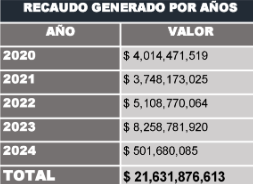 RECAUDO GENERADO POR AÑOS
AÑO VALOR
2020 $ 4,014,471,519
2021 $ 3,748,173,025
2022 $ 5,108,770,064
2023 $ 8,258,781,920
2024 $ 501,680,085
TOTAL $ 21,631,876,613